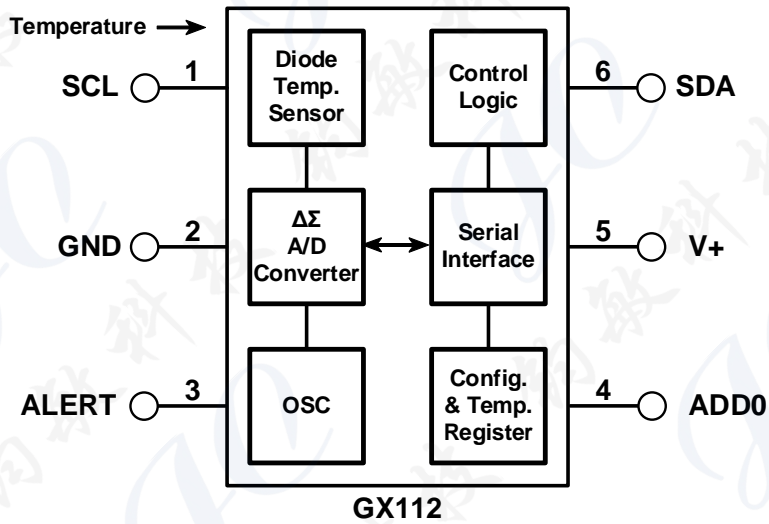 Temperature
SCL
1
Diode
Temp.
Sensor
Control
Logic
6
SDA
GND
2
ΔΣ
A/D
Converter
Serial
Interface
5
V+
ALERT
3
OSC
Config.
& Temp.
Register
4
ADD0
GX112